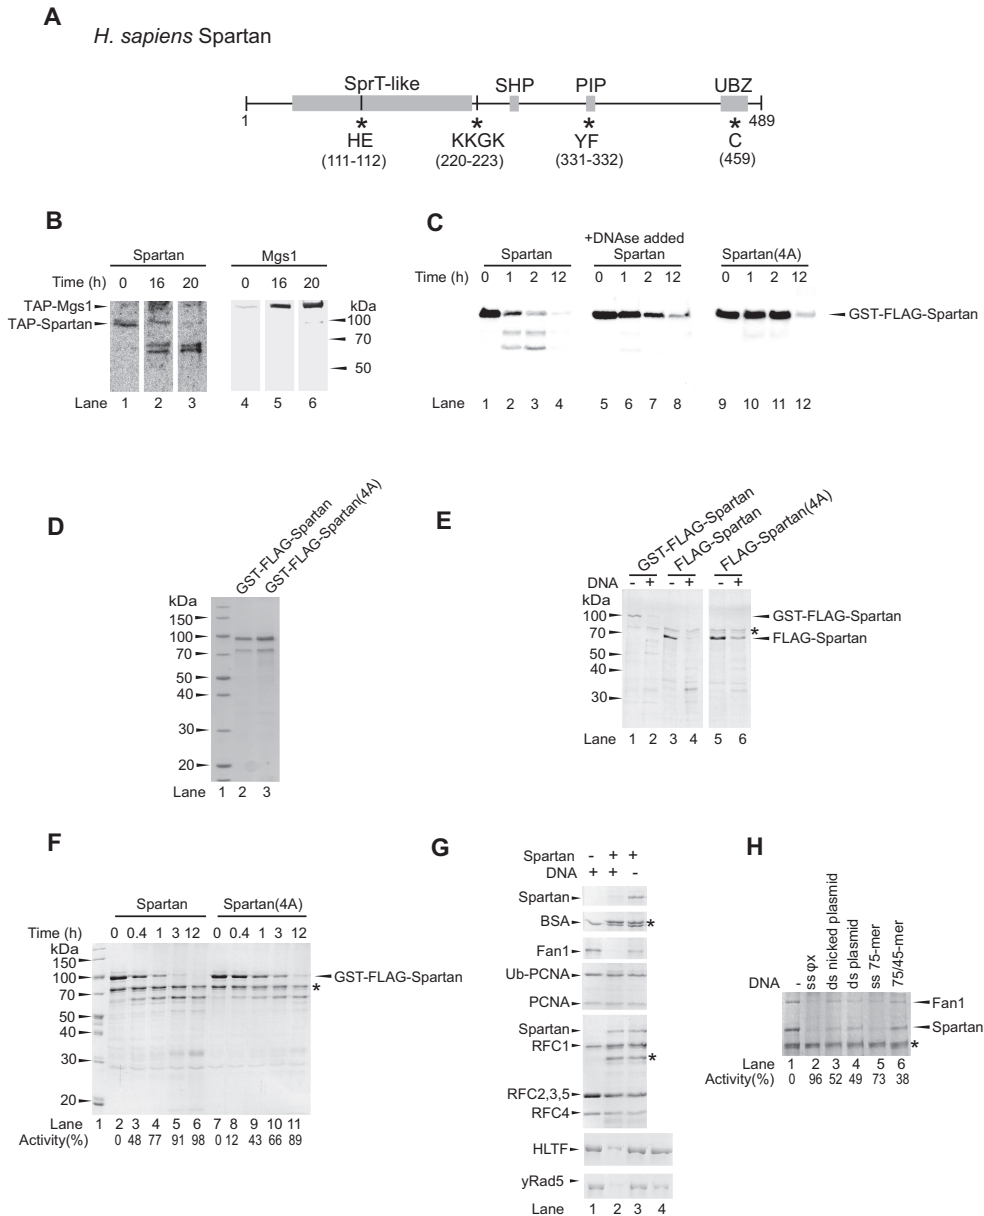 A
H. sapiens Spartan
SprT-like SHP PIP UBZ
1 489
* * * *
HE KKGK YF C
(111-112) (220-223) (331-332) (459)
B
Spartan Mgs1
Time (h) 0 16 20 0 16 20
TAP-Mgs1 kDa
TAP-Spartan 100
70
50
Lane 1 2 3 4 5 6
C
+DNAse added
Spartan Spartan Spartan(4A)
Time (h) 0 1 2 12 0 1 2 12 0 1 2 12
GST-FLAG-Spartan
Lane 1 2 3 4 5 6 7 8 9 10 11 12
D
GST-FLAG-Spartan
GST-FLAG-Spartan(4A)
kDa
150
100
70
50
40
30
20
Lane 1 2 3
E
GST-FLAG-Spartan
FLAG-Spartan
FLAG-Spartan(4A)
DNA - + - + - +
kDa
100 GST-FLAG-Spartan
70 *
FLAG-Spartan
50
40
30
Lane 1 2 3 4 5 6
F
Spartan Spartan(4A)
Time (h) 0 0.4 1 3 12 0 0.4 1 3 12
kDa
150
100 GST-FLAG-Spartan
*
70
50
40
30
20
1 2 3 4 5 6 7 8 9 10 11 Lane
Activity(%) 0 48 77 91 98 0 12 43 66 89
G
Spartan - + +
DNA + + -
Spartan
BSA *
Fan1
Ub-PCNA
PCNA
Spartan
RFC1
*
RFC2,3,5
RFC4
HLTF
yRad5
Lane 1 2 3 4
H
DNA - ss φx ds nicked plasmid ds plasmid ss 75-mer 75/45-mer
Fan1
Spartan
*
Lane 1 2 3 4 5 6
Activity(%) 0 96 52 49 73 38